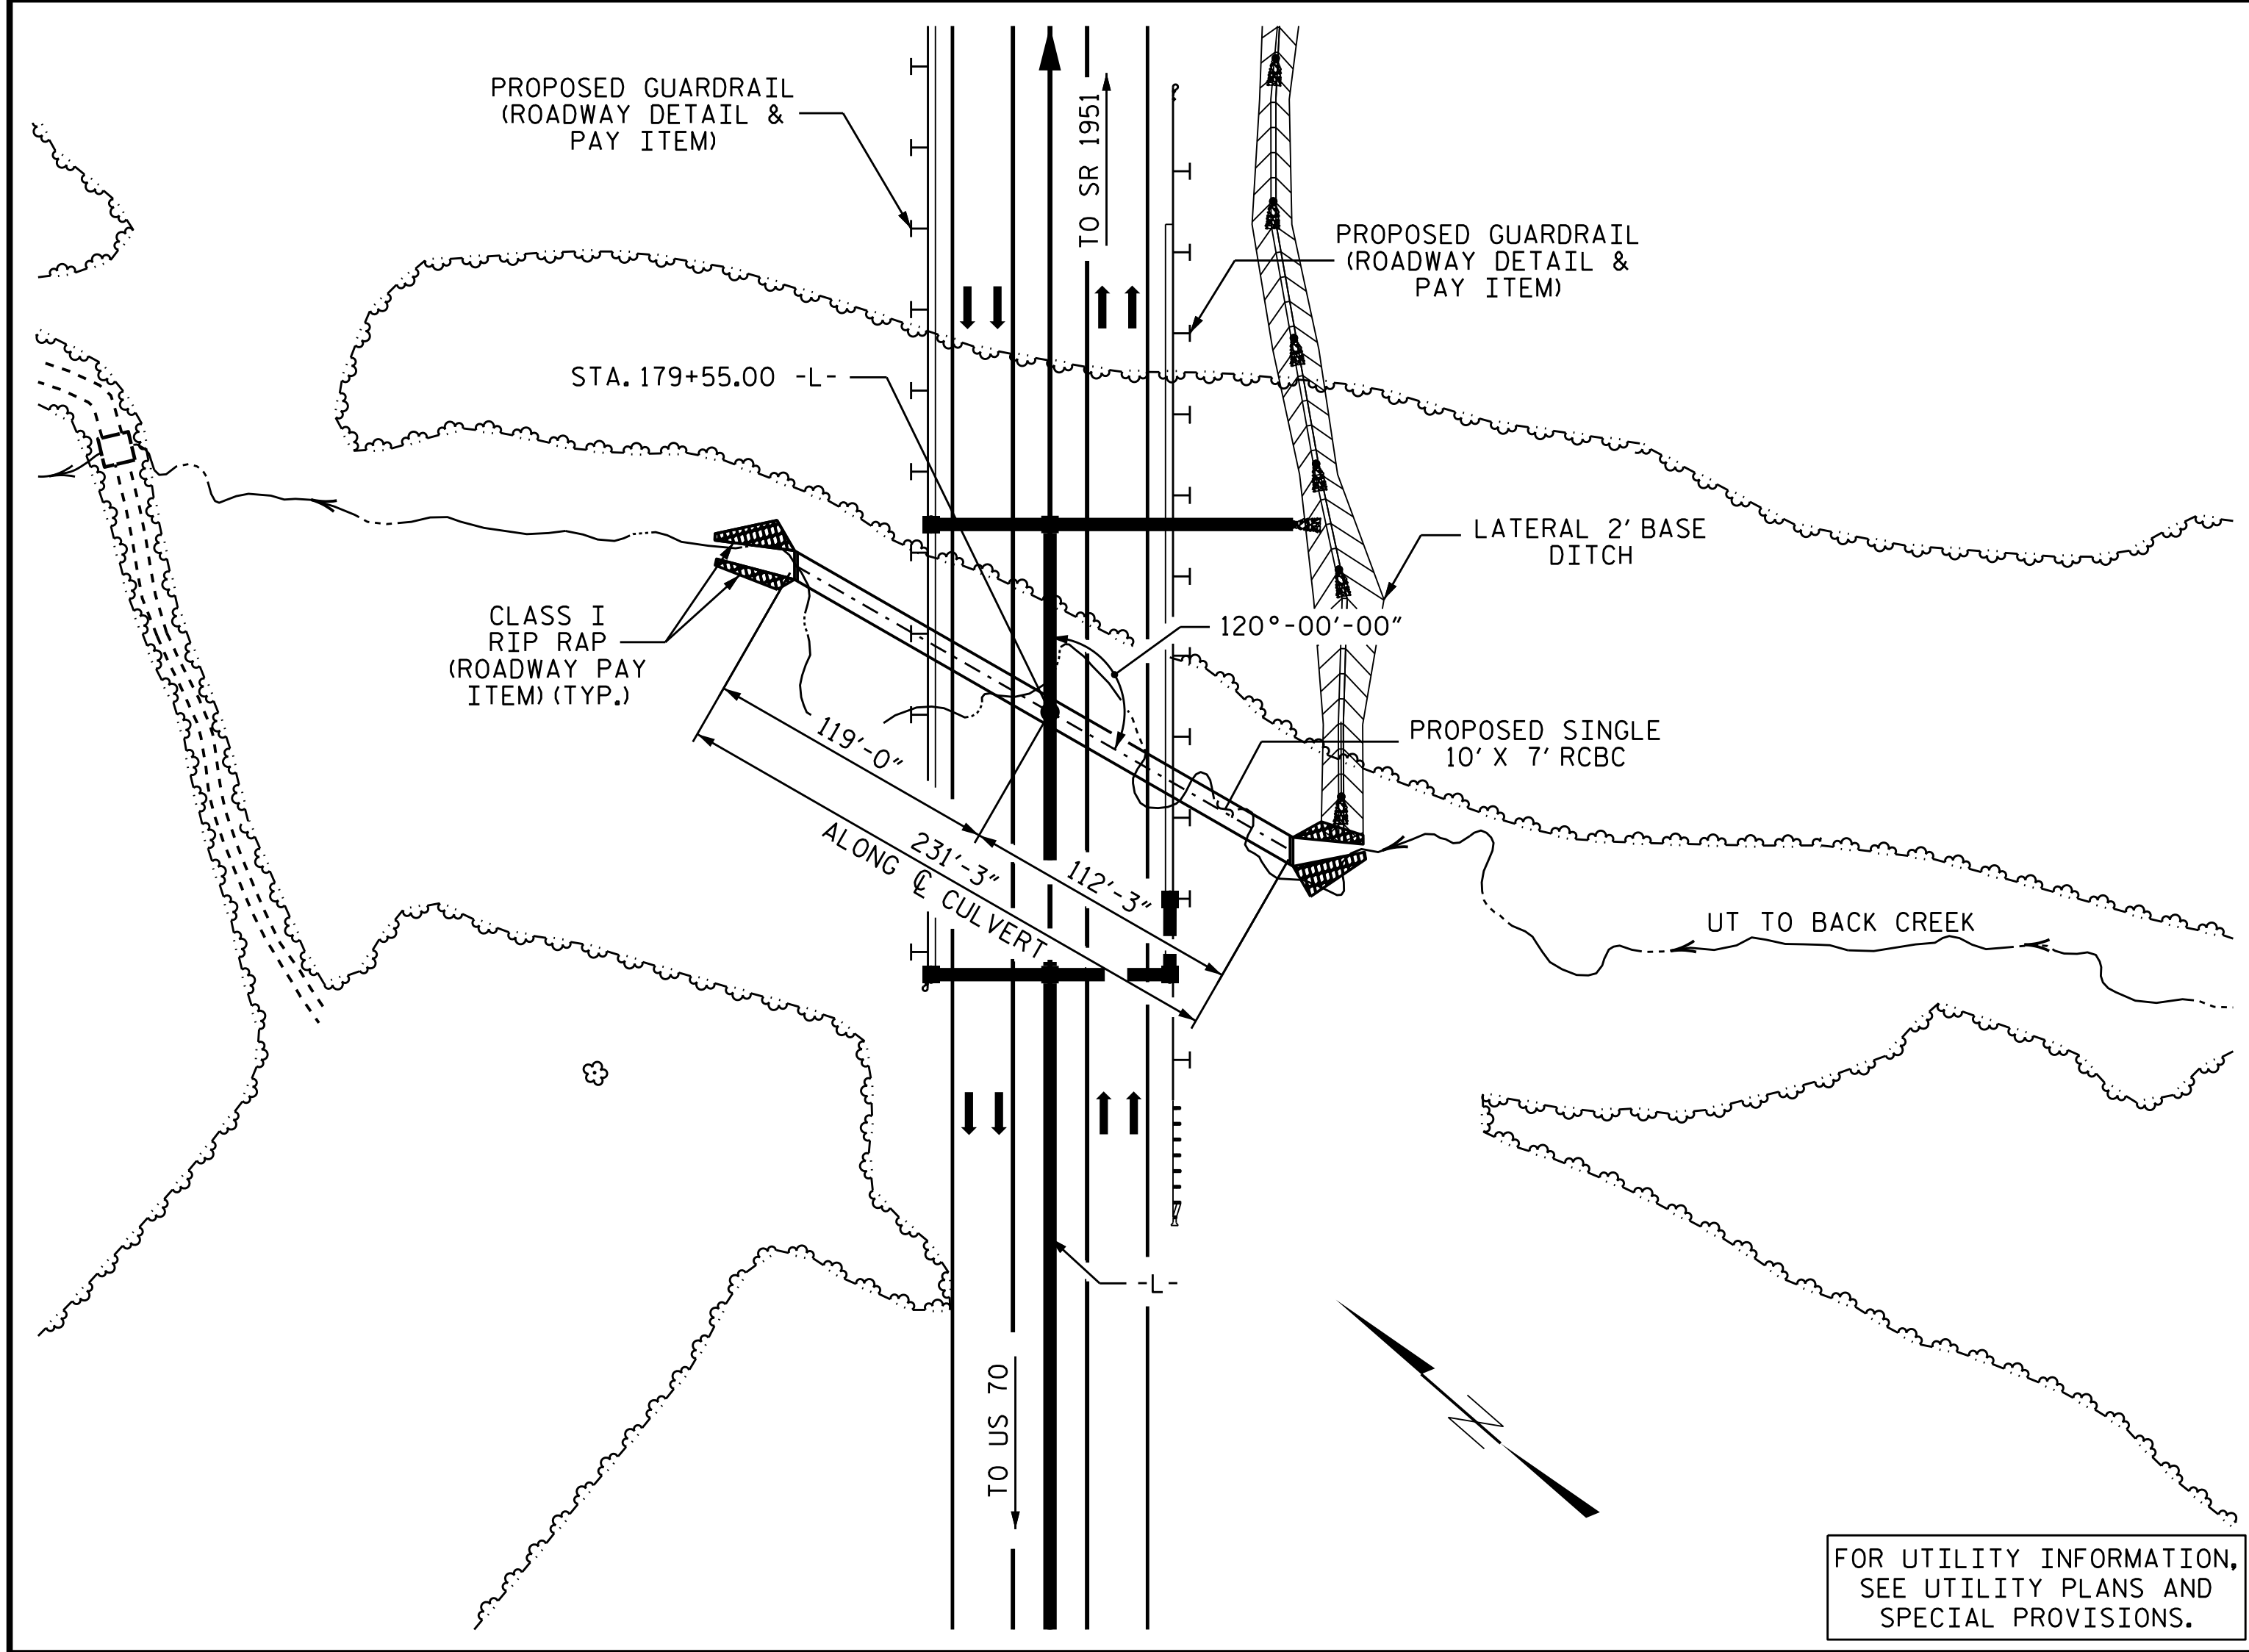 PROPOSED GUARDRAIL
(ROADWAY DETAIL &
PAY ITEM)
TO SR 1951
PROPOSED GUARDRAIL
(ROADWAY DETAIL &
PAY ITEM)
STA. 179+55.00 -L-
LATERAL 2' BASE
DITCH
CLASS I
RIP RAP
(ROADWAY PAY
ITEM) (TYP.)
120°-00'-00"
PROPOSED SINGLE
10' X 7' RCBC
119'-0"
112'-3"
231'-3"
ALONG ℄ CULVERT
UT TO BACK CREEK
-L-
TO US 70
N
FOR UTILITY INFORMATION,
SEE UTILITY PLANS AND
SPECIAL PROVISIONS.